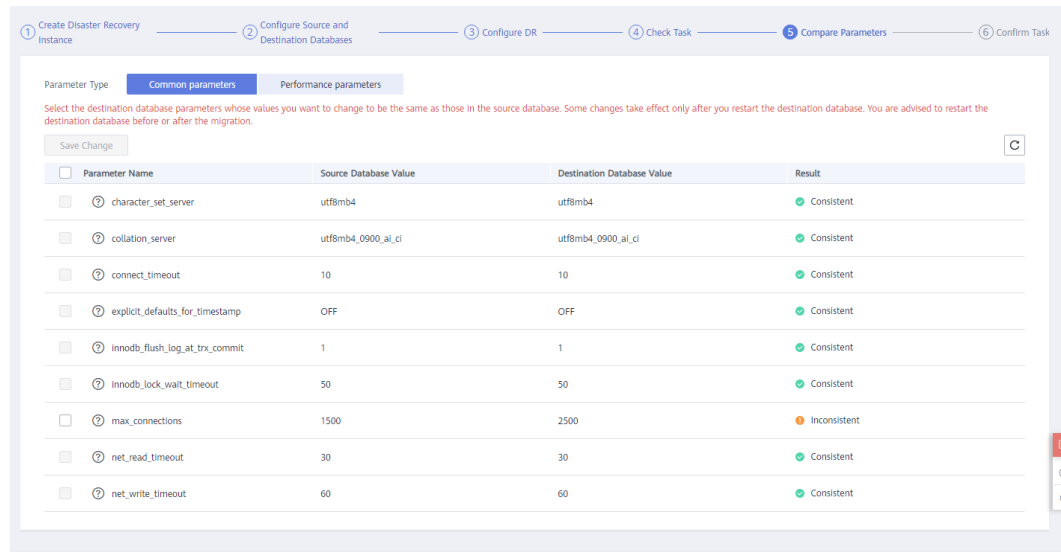 1 Create Disaster Recovery
Instance
2 Configure Source and
Destination Databases
3 Configure DR
4 Check Task
5 Compare Parameters
6 Confirm Task
Parameter Type Common parameters Performance parameters
Select the destination database parameters whose values you want to change to be the same as those in the source database. Some changes take effect only after you restart the destination database. You are advised to restart the
destination database before or after the migration.
Save Change
Parameter Name Source Database Value Destination Database Value Result
? character_set_server utf8mb4 utf8mb4 Consistent
? collation_server utf8mb4_0900_ai_ci utf8mb4_0900_ai_ci Consistent
? connect_timeout 10 10 Consistent
? explicit_defaults_for_timestamp OFF OFF Consistent
? innodb_flush_log_at_trx_commit 1 1 Consistent
? innodb_lock_wait_timeout 50 50 Consistent
? max_connections 1500 2500 Inconsistent
? net_read_timeout 30 30 Consistent
? net_write_timeout 60 60 Consistent